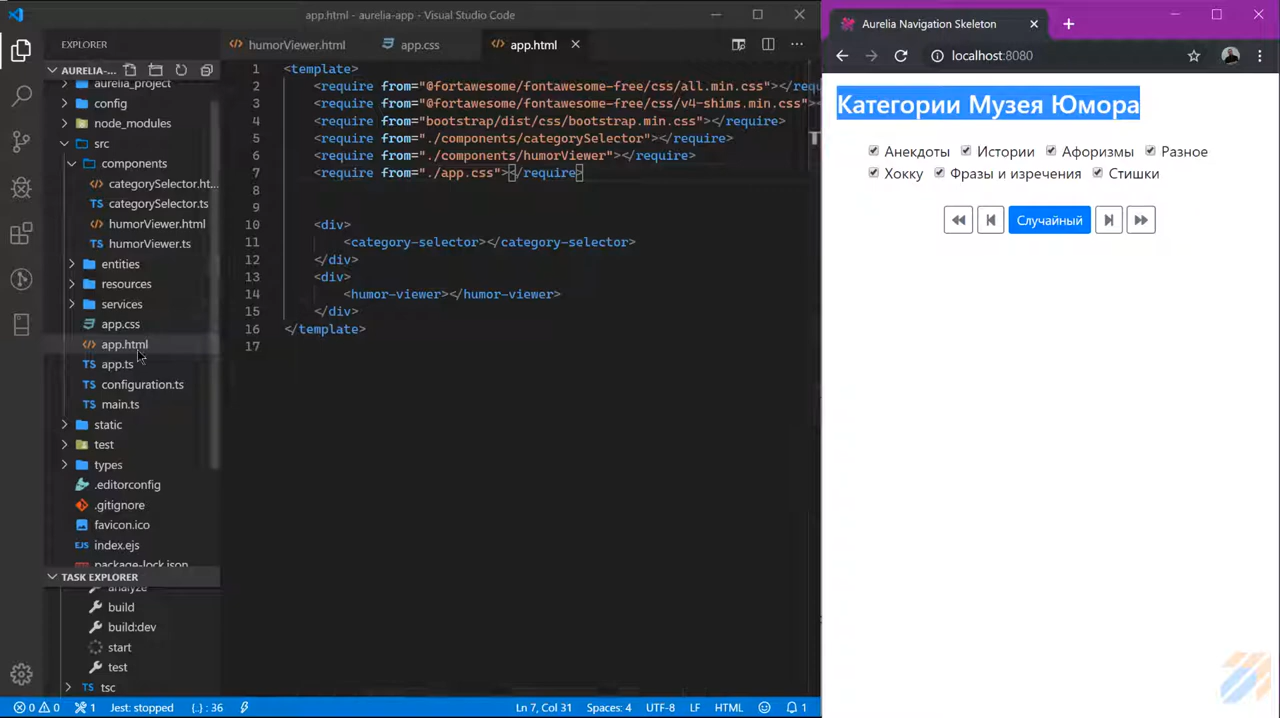 app.html - aurelia-app - Visual Studio Code
EXPLORER
AURELIA-...
aurelia_project
config
node_modules
src
components
categorySelector.ht...
categorySelector.ts
humorViewer.html
humorViewer.ts
entities
resources
services
app.css
app.html
app.ts
configuration.ts
main.ts
static
test
types
.editorconfig
.gitignore
favicon.ico
index.ejs
package-lock.json
TASK EXPLORER
analyze
build
build:dev
start
test
tsc
humorViewer.html
app.css
app.html
1 <template>
2 <require from="@fortawesome/fontawesome-free/css/all.min.css"></requ
3 <require from="@fortawesome/fontawesome-free/css/v4-shims.min.css">
4 <require from="bootstrap/dist/css/bootstrap.min.css"></require>
5 <require from="./components/categorySelector"></require>
6 <require from="./components/humorViewer"></require>
7 <require from="./app.css"></require>
8
9
10 <div>
11 <category-selector></category-selector>
12 </div>
13 <div>
14 <humor-viewer></humor-viewer>
15 </div>
16 </template>
17
0 0 1 Jest: stopped {..} : 36
Ln 7, Col 31 Spaces: 4 UTF-8 LF HTML 1
Aurelia Navigation Skeleton
localhost:8080
Категории Музея Юмора
Анекдоты Истории Афоризмы Разное
Хокку Фразы и изречения Стишки
Случайный